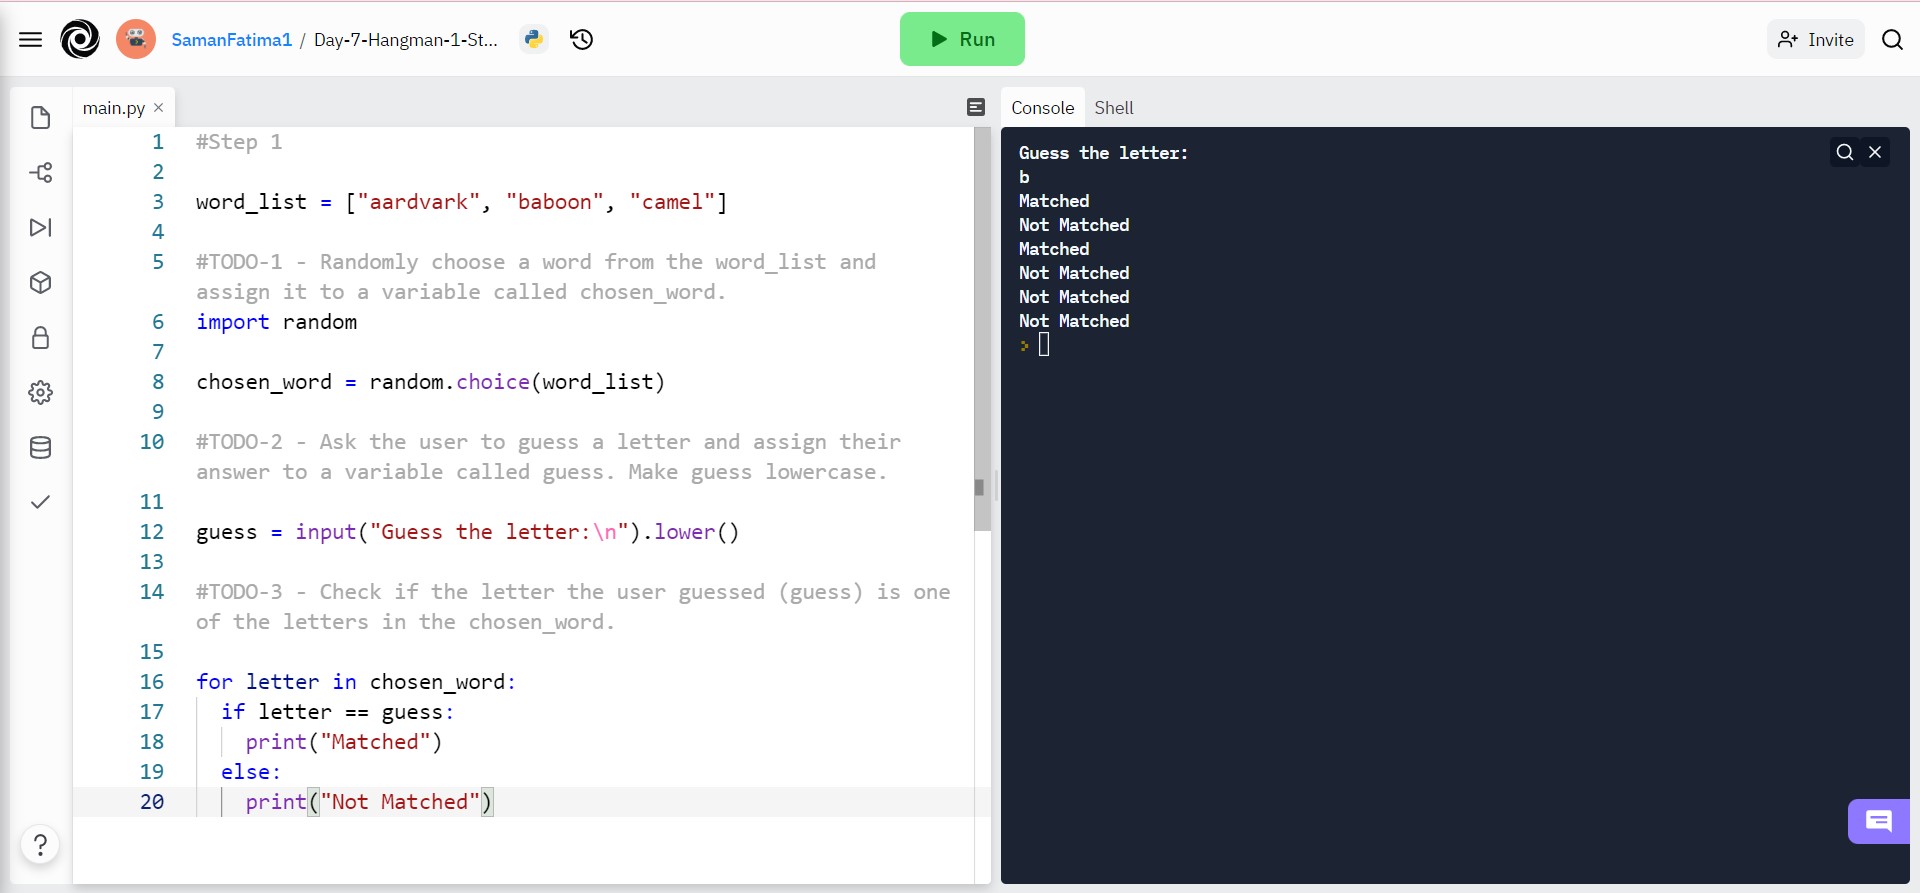 SamanFatima1 / Day-7-Hangman-1-St...
Run
Invite
main.py
1 #Step 1
2
3 word_list = ["aardvark", "baboon", "camel"]
4
5 #TODO-1 - Randomly choose a word from the word_list and
assign it to a variable called chosen_word.
6 import random
7
8 chosen_word = random.choice(word_list)
9
10 #TODO-2 - Ask the user to guess a letter and assign their
answer to a variable called guess. Make guess lowercase.
11
12 guess = input("Guess the letter:\n").lower()
13
14 #TODO-3 - Check if the letter the user guessed (guess) is one
of the letters in the chosen_word.
15
16 for letter in chosen_word:
17 if letter == guess:
18 print("Matched")
19 else:
20 print("Not Matched")
?
Console Shell
Guess the letter:
b
Matched
Not Matched
Matched
Not Matched
Not Matched
Not Matched
>